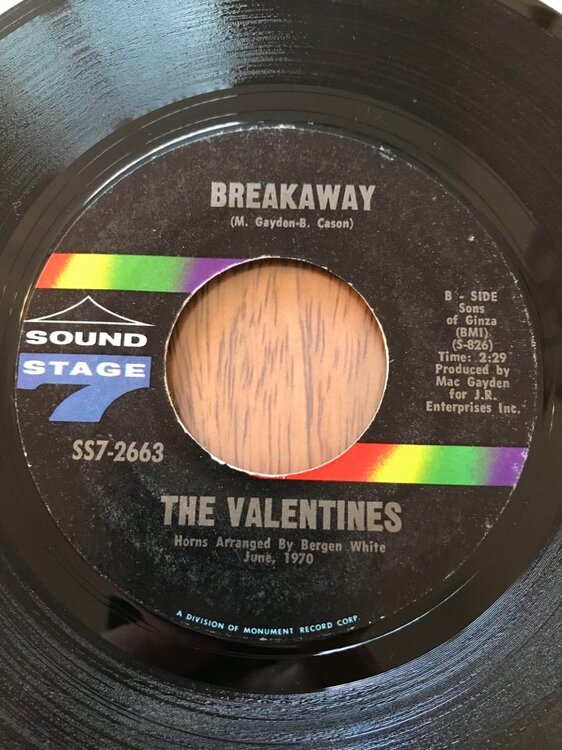 BREAKAWAY
(M. Gayden-B. Cason)
SOUND
STAGE
7
SS7-2663
B - SIDE
Sons
of Ginza
(BMI)
(S-826)
Time: 2:29
Produced by
Mac Gayden
for J.R.
Enterprises Inc.
THE VALENTINES
Horns Arranged By Bergen White
June, 1970
A DIVISION OF MONUMENT RECORD CORP.